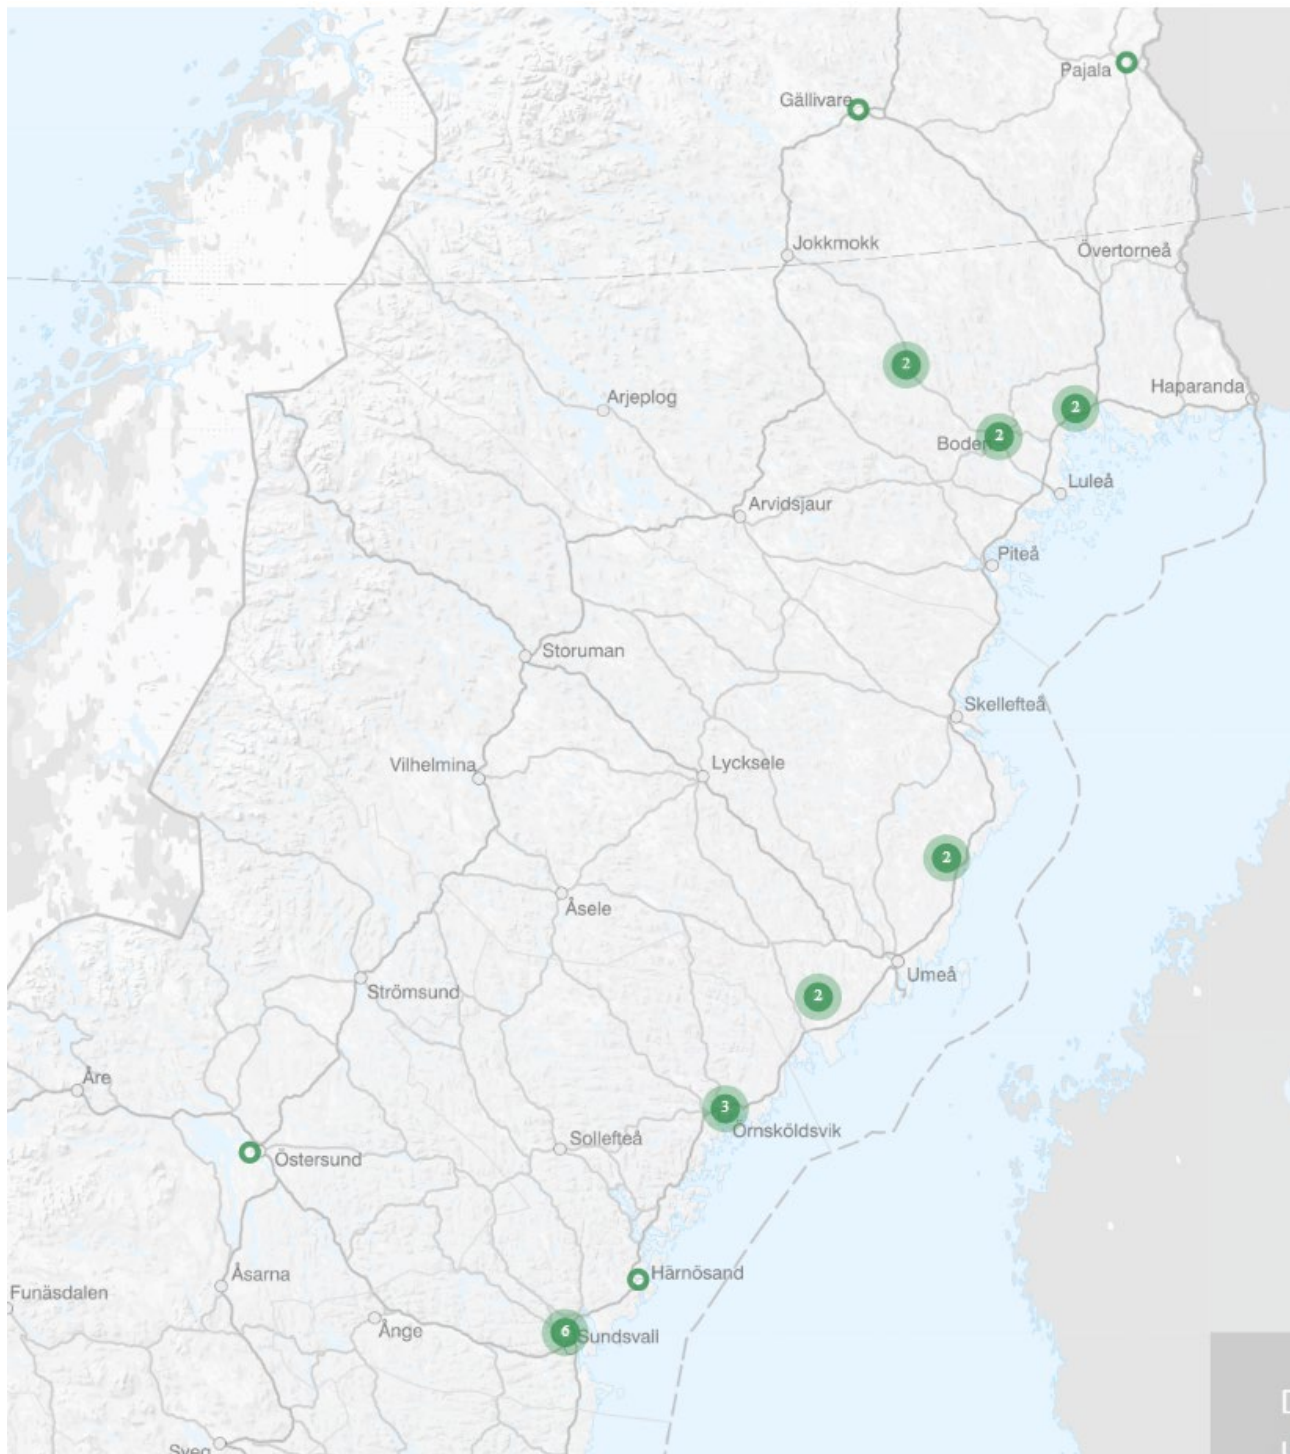 Pajala
Gällivare
Jokkmokk
Övertorneå
2
Haparanda
Arjeplog
2
2
Boden
Luleå
Arvidsjaur
Piteå
Storuman
Skellefteå
Vilhelmina
Lycksele
2
Åsele
Umeå
Strömsund
2
Åre
3
Örnsköldsvik
Sollefteå
Östersund
Härnösand
Åsarna
Funäsdalen
Ånge
6
Sundsvall
Sveg